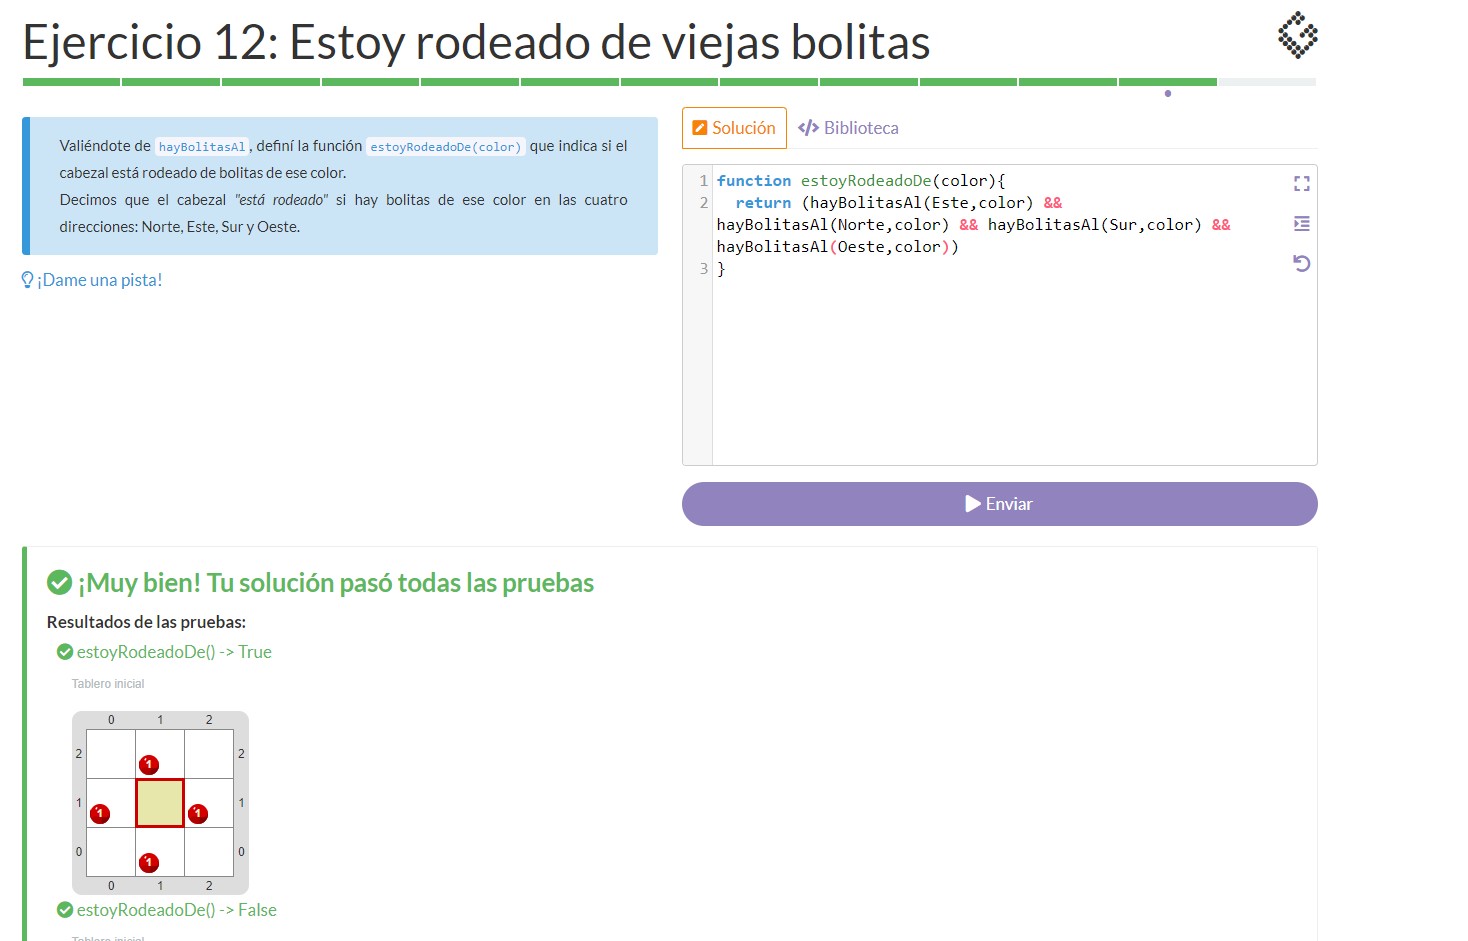 Ejercicio 12: Estoy rodeado de viejas bolitas
Valiéndote de hayBolitasAl, definí la función estoyRodeadoDe(color) que indica si el
cabezal está rodeado de bolitas de ese color.
Decimos que el cabezal "está rodeado" si hay bolitas de ese color en las cuatro
direcciones: Norte, Este, Sur y Oeste.
¡Dame una pista!
Solución
</> Biblioteca
1 function estoyRodeadoDe(color){
2 return (hayBolitasAl(Este,color) &&
hayBolitasAl(Norte,color) && hayBolitasAl(Sur,color) &&
hayBolitasAl(Oeste,color))
3 }
Enviar
¡Muy bien! Tu solución pasó todas las pruebas
Resultados de las pruebas:
estoyRodeadoDe() -> True
Tablero inicial
0 1 2
2 1 2
1 1 1 1
0 1 0
0 1 2
estoyRodeadoDe() -> False
Tablero inicial